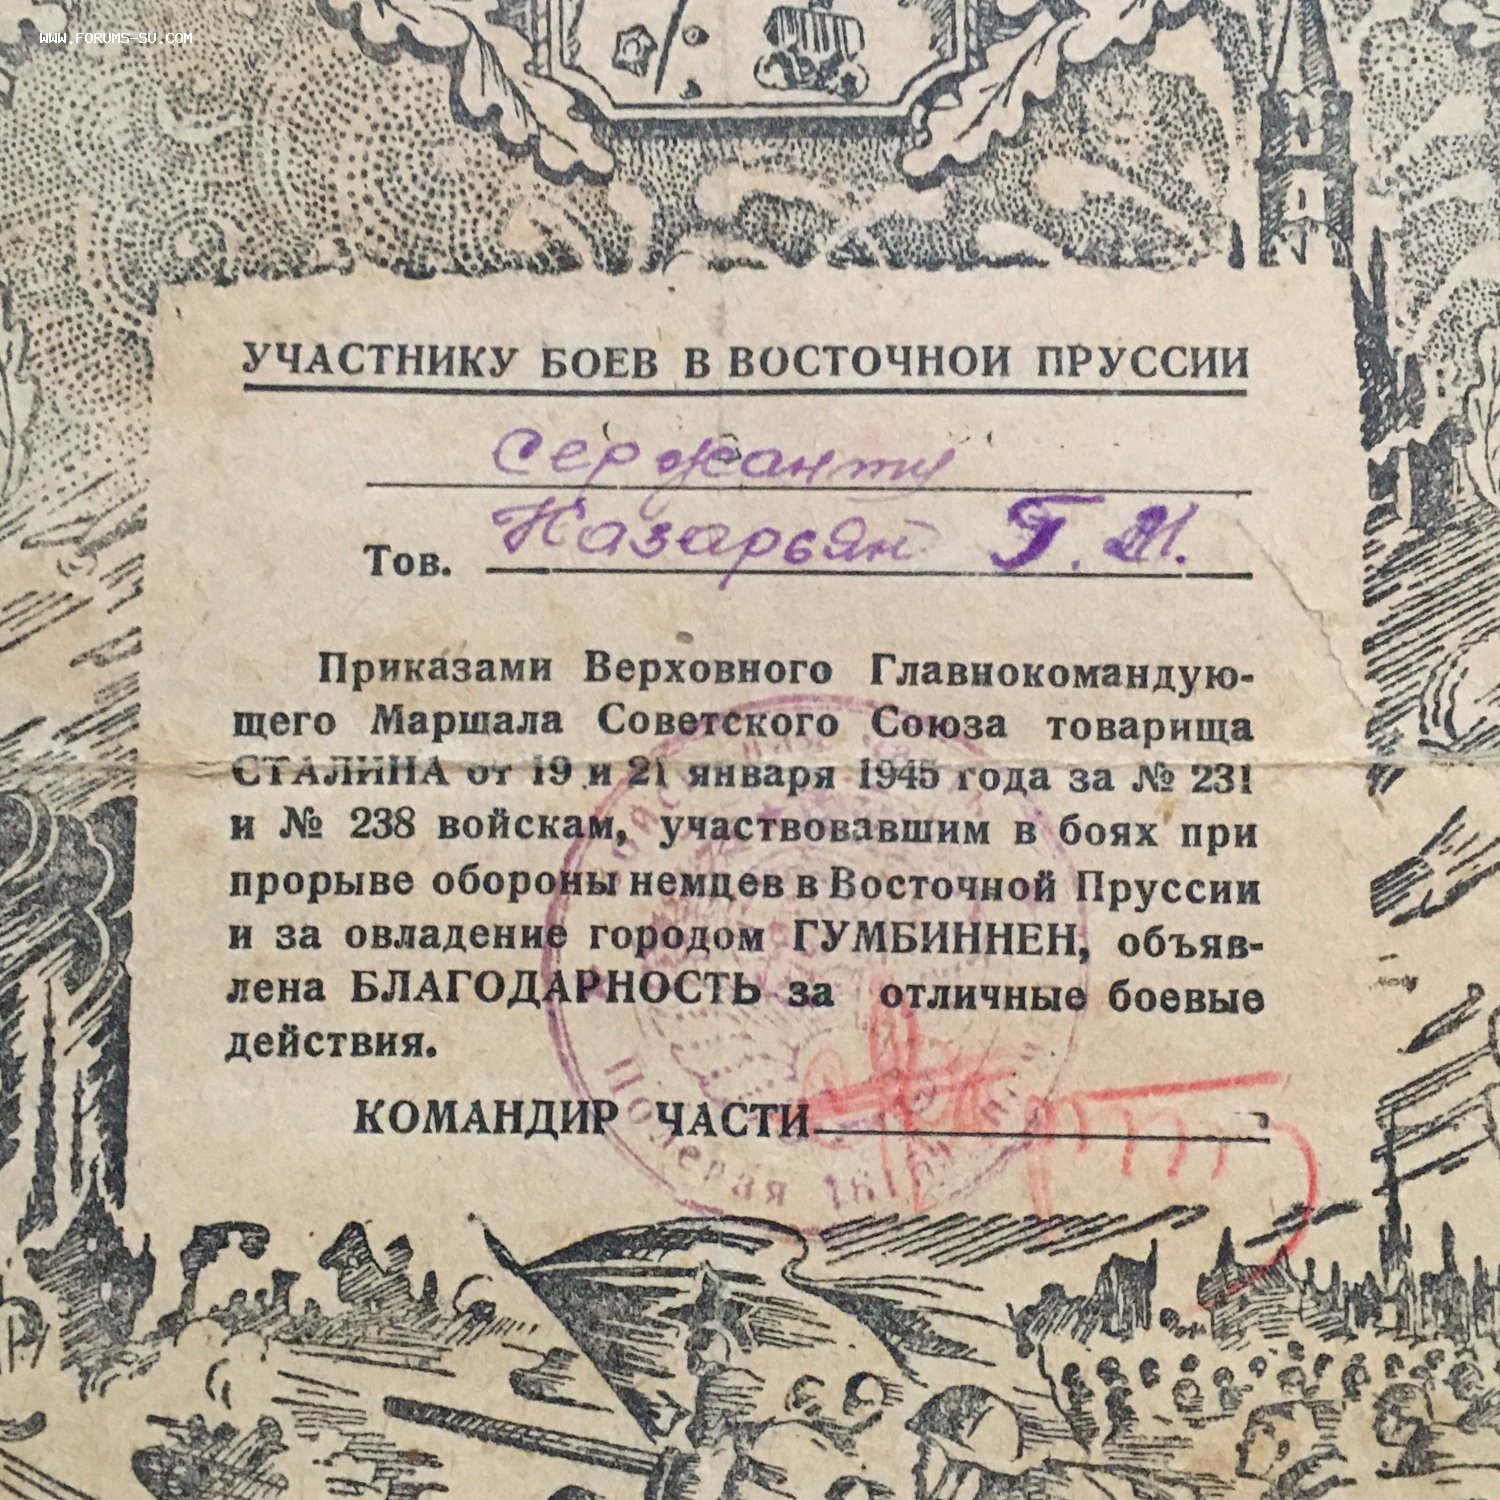 WWW.FORUMS-SU.COM
УЧАСТНИКУ БОЕВ В ВОСТОЧНОЙ ПРУССИИ
Сержанту
Тов. Назарьян Г. И.
Приказами Верховного Главнокомандую-
щего Маршала Советского Союза товарища
СТАЛИНА от 19 и 21 января 1945 года за № 231
и № 238 войскам, участвовавшим в боях при
прорыве обороны немцев в Восточной Пруссии
и за овладение городом ГУМБИННЕН, объяв-
лена БЛАГОДАРНОСТЬ за отличные боевые
действия.
КОМАНДИР ЧАСТИ
Полевая